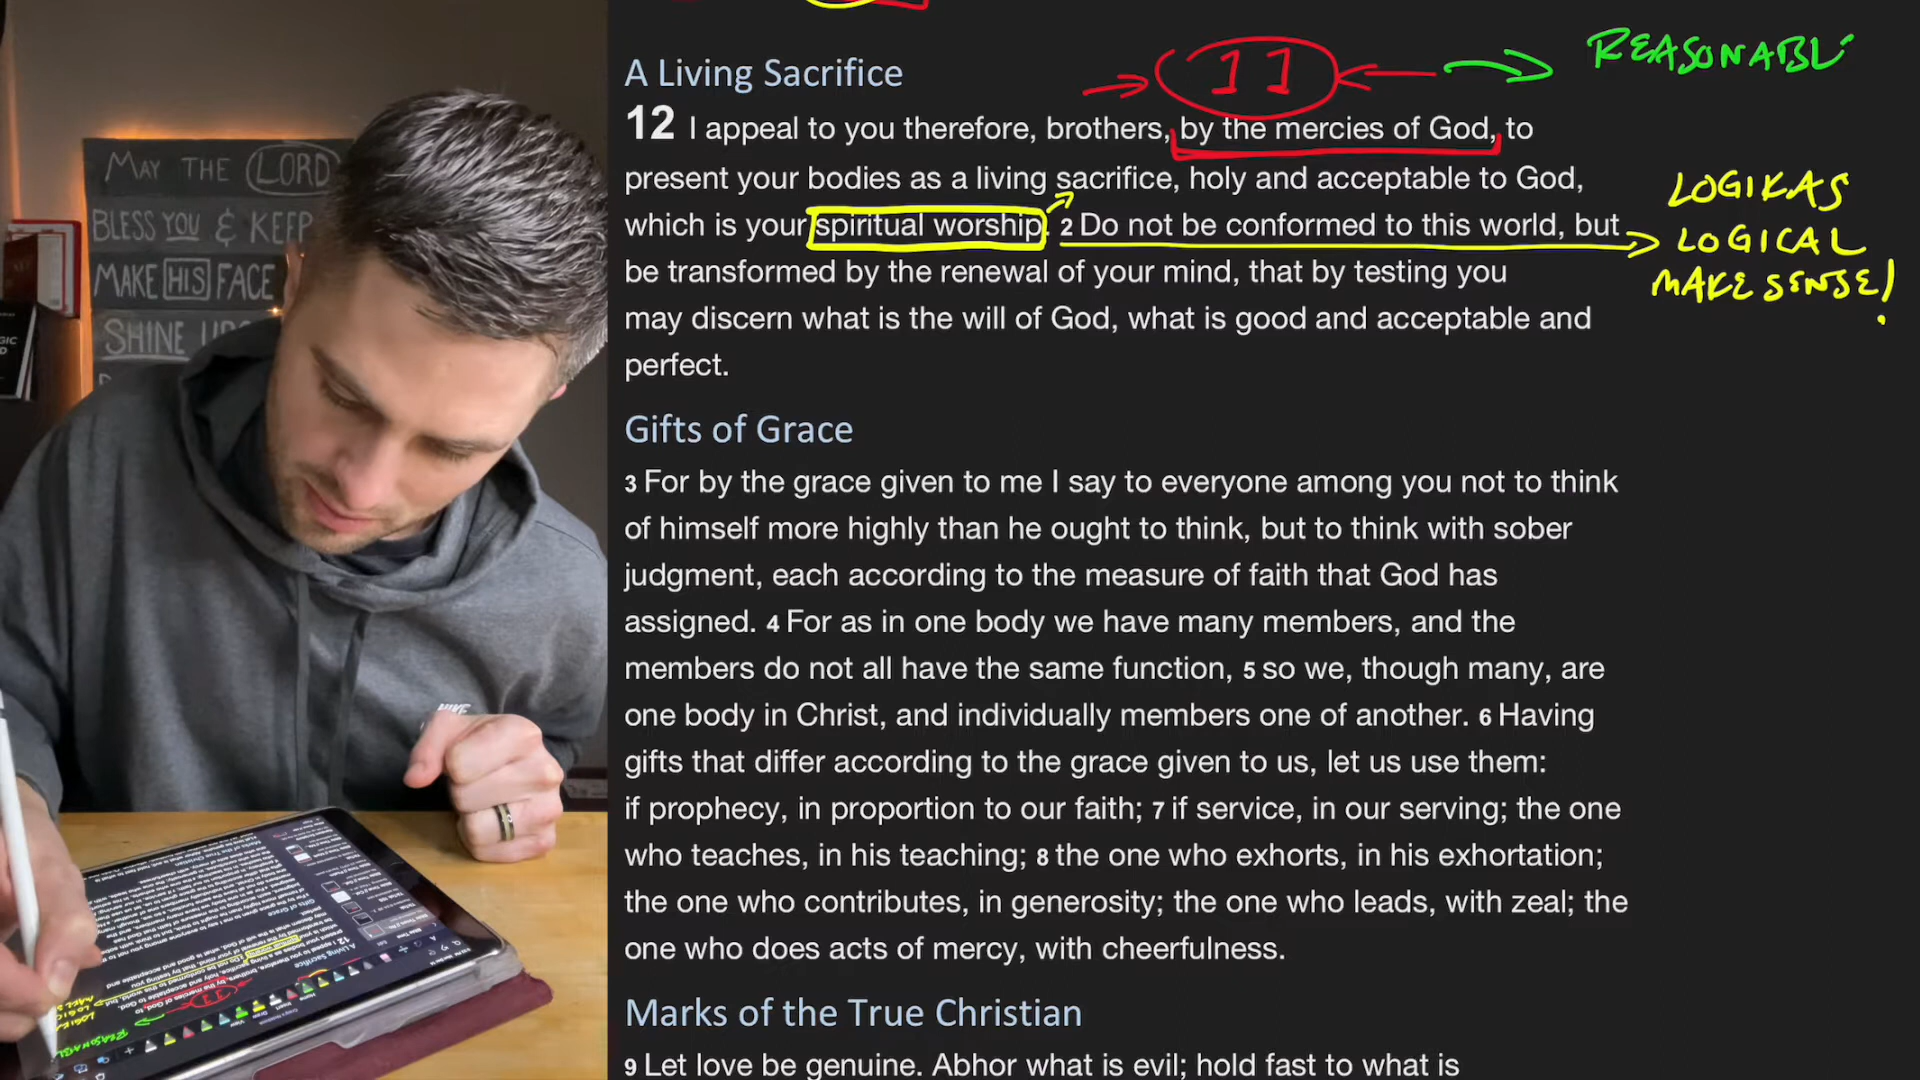 MAY THE LORD
BLESS YOU & KEEP
MAKE HIS FACE
SHINE
NIKE
A Living Sacrifice
11
REASONABL
12 I appeal to you therefore, brothers, by the mercies of God, to
present your bodies as a living sacrifice, holy and acceptable to God,
which is your spiritual worship. 2 Do not be conformed to this world, but
be transformed by the renewal of your mind, that by testing you
may discern what is the will of God, what is good and acceptable and
perfect.
LOGIKAS
LOGICAL
MAKE SENSE!
Gifts of Grace
3 For by the grace given to me I say to everyone among you not to think
of himself more highly than he ought to think, but to think with sober
judgment, each according to the measure of faith that God has
assigned. 4 For as in one body we have many members, and the
members do not all have the same function, 5 so we, though many, are
one body in Christ, and individually members one of another. 6 Having
gifts that differ according to the grace given to us, let us use them:
if prophecy, in proportion to our faith; 7 if service, in our serving; the one
who teaches, in his teaching; 8 the one who exhorts, in his exhortation;
the one who contributes, in generosity; the one who leads, with zeal; the
one who does acts of mercy, with cheerfulness.
Marks of the True Christian
9 Let love be genuine. Abhor what is evil; hold fast to what is